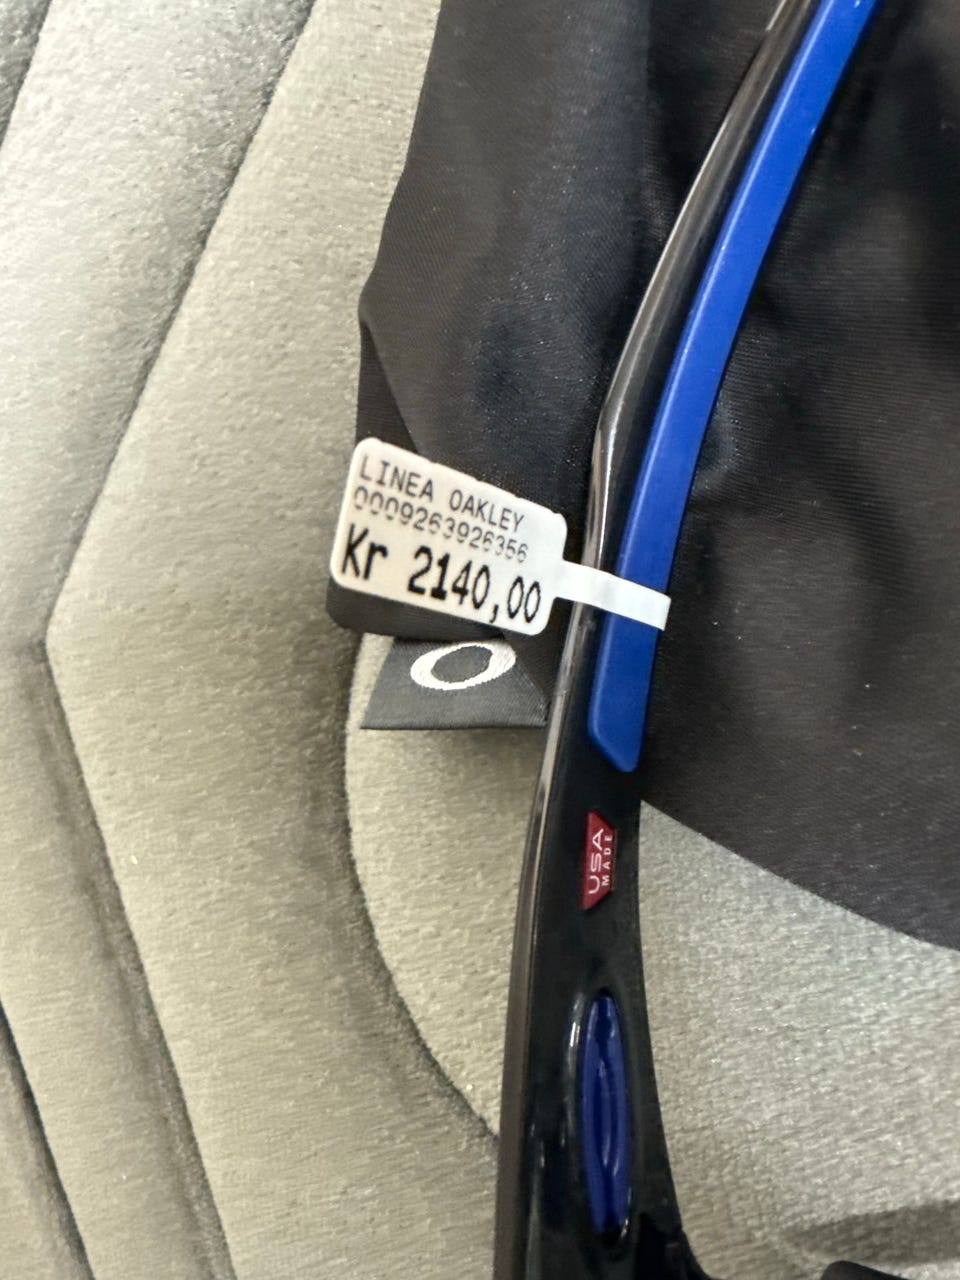 LINEA OAKLEY
0009263926356
Kr 2140,00
USA
MADE